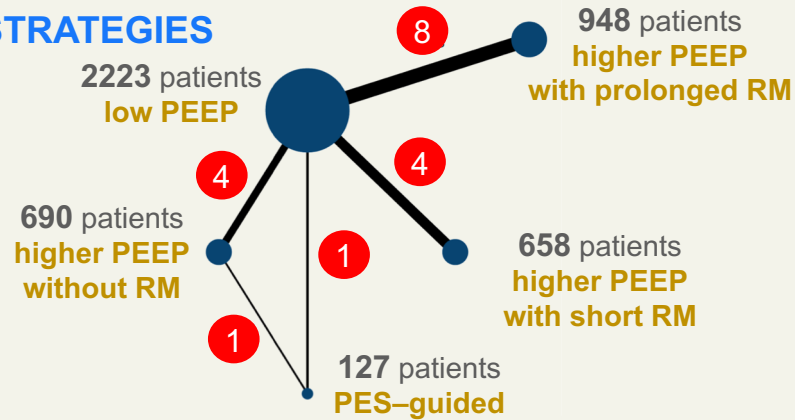 STRATEGIES
8
948 patients
higher PEEP
with prolonged RM
2223 patients
low PEEP
4
4
690 patients
higher PEEP
without RM
1
658 patients
higher PEEP
with short RM
1
127 patients
PES–guided